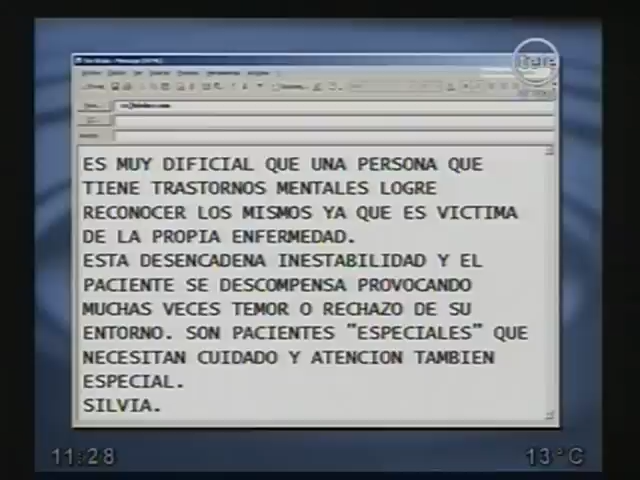 Tele
ES MUY DIFICIAL QUE UNA PERSONA QUE
TIENE TRASTORNOS MENTALES LOGRE
RECONOCER LOS MISMOS YA QUE ES VICTIMA
DE LA PROPIA ENFERMEDAD.
ESTA DESENCADENA INESTABILIDAD Y EL
PACIENTE SE DESCOMPENSA PROVOCANDO
MUCHAS VECES TEMOR O RECHAZO DE SU
ENTORNO. SON PACIENTES "ESPECIALES" QUE
NECESITAN CUIDADO Y ATENCION TAMBIEN
ESPECIAL.
SILVIA.
11:28
13°C